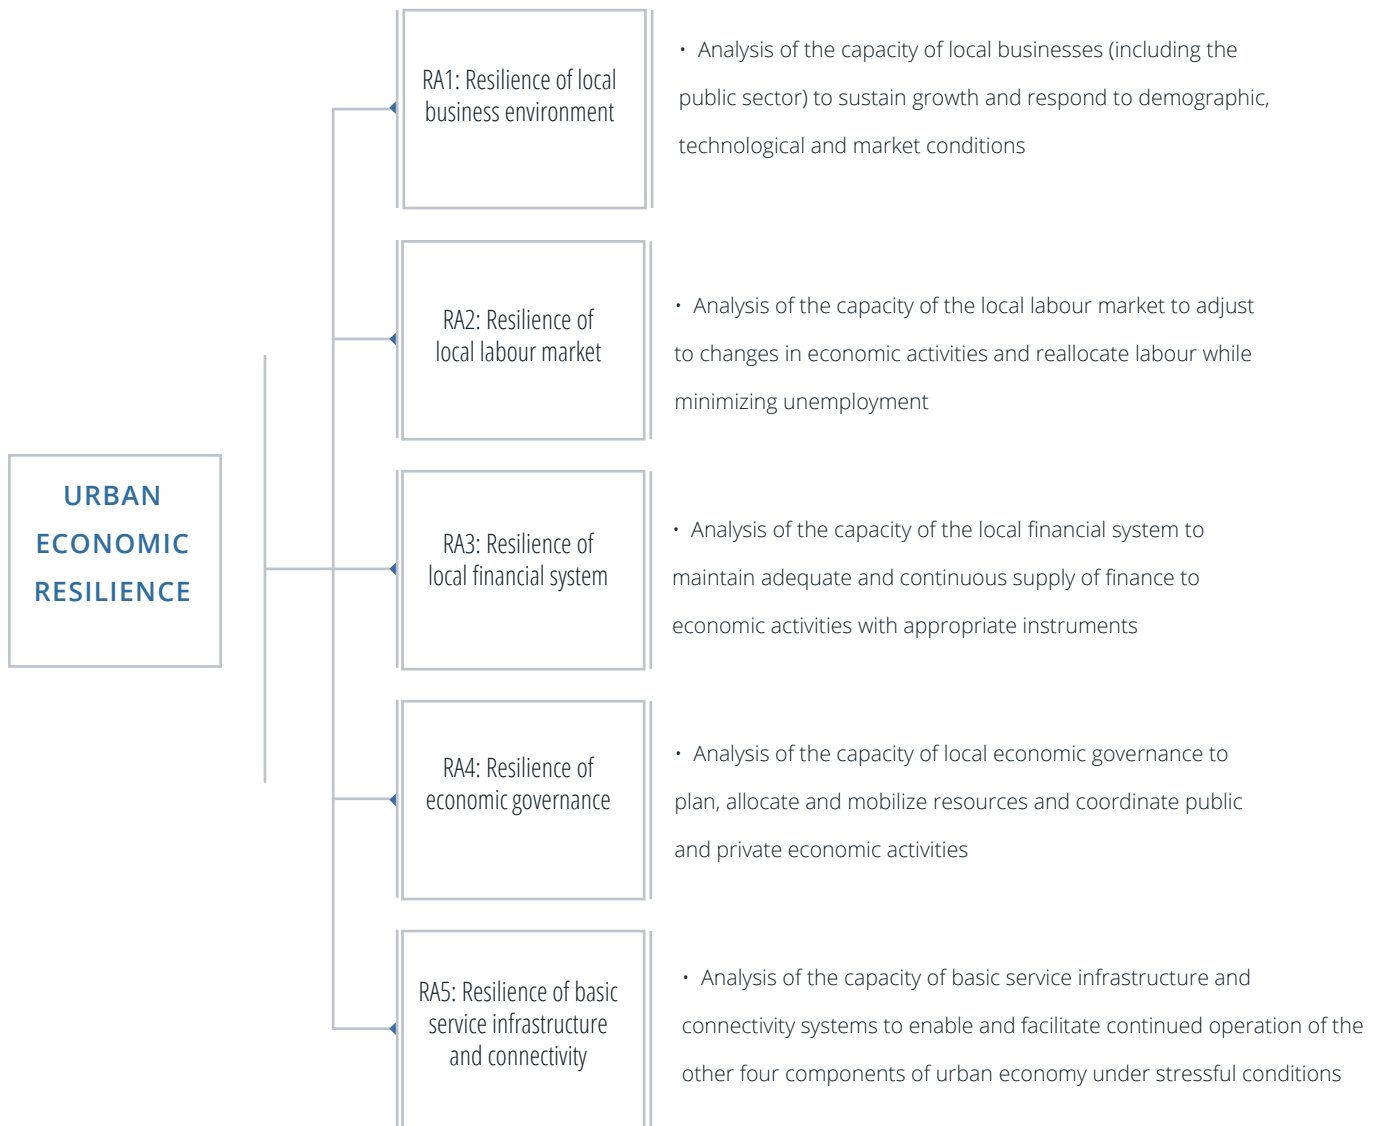 URBAN
ECONOMIC
RESILIENCE
RA1: Resilience of local
business environment
• Analysis of the capacity of local businesses (including the
public sector) to sustain growth and respond to demographic,
technological and market conditions
RA2: Resilience of
local labour market
• Analysis of the capacity of the local labour market to adjust
to changes in economic activities and reallocate labour while
minimizing unemployment
RA3: Resilience of
local financial system
• Analysis of the capacity of the local financial system to
maintain adequate and continuous supply of finance to
economic activities with appropriate instruments
RA4: Resilience of
economic governance
• Analysis of the capacity of local economic governance to
plan, allocate and mobilize resources and coordinate public
and private economic activities
RA5: Resilience of basic
service infrastructure
and connectivity
• Analysis of the capacity of basic service infrastructure and
connectivity systems to enable and facilitate continued operation of the
other four components of urban economy under stressful conditions